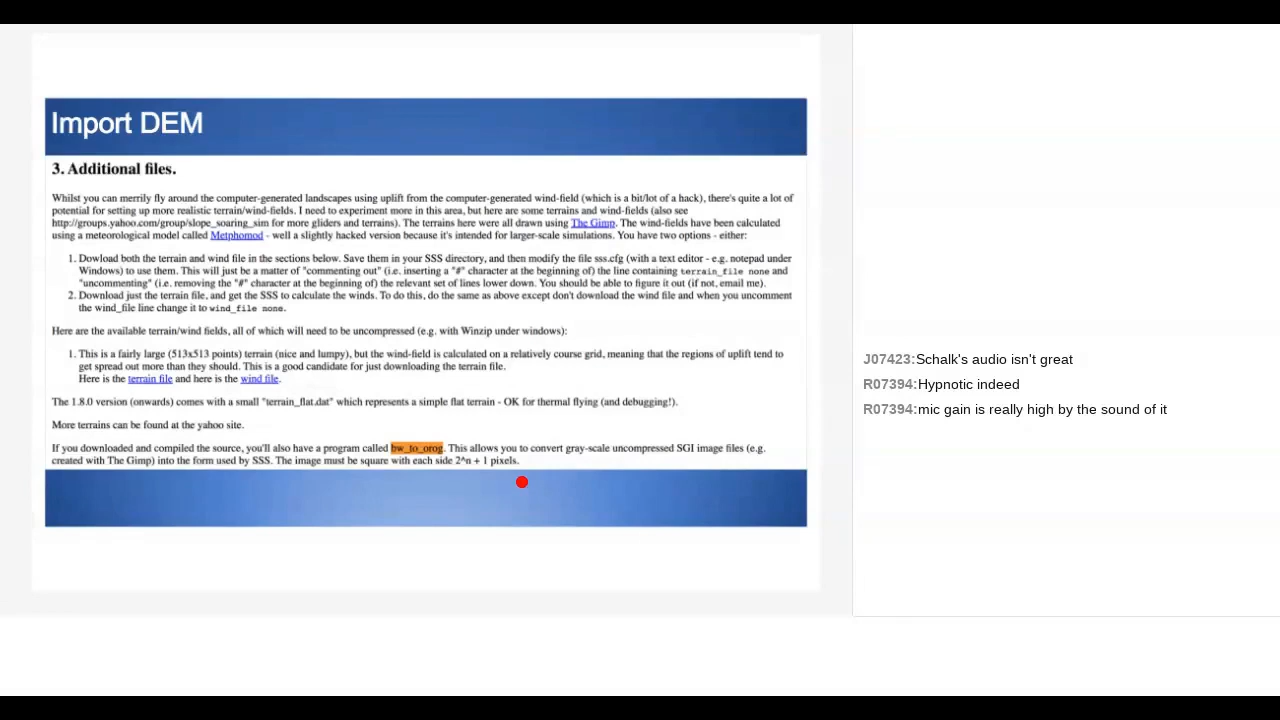 Import DEM
3. Additional files.
Whilst you can merrily fly around the computer-generated landscapes using uplift from the computer-generated wind-field (which is a bit/lot of a hack), there's quite a lot of
potential for setting up more realistic terrain/wind-fields. I need to experiment more in this area, but here are some terrains and wind-fields (also see
http://groups.yahoo.com/group/slope_soaring_sim for more gliders and terrains). The terrains here were all drawn using The Gimp. The wind-fields have been calculated
using a meteorological model called Metphomod - well a slightly hacked version because it's intended for larger-scale simulations. You have two options - either:
1. Dowload both the terrain and wind file in the sections below. Save them in your SSS directory, and then modify the file sss.cfg (with a text editor - e.g. notepad under
Windows) to use them. This will just be a matter of "commenting out" (i.e. inserting a "#" character at the beginning of) the line containing terrain_file none and
"uncommenting" (i.e. removing the "#" character at the beginning of) the relevant set of lines lower down. You should be able to figure it out (if not, email me).
2. Download just the terrain file, and get the SSS to calculate the winds. To do this, do the same as above except don't download the wind file and when you uncomment
the wind_file line change it to wind_file none.
Here are the available terrain/wind fields, all of which will need to be uncompressed (e.g. with Winzip under windows):
1. This is a fairly large (513x513 points) terrain (nice and lumpy), but the wind-field is calculated on a relatively course grid, meaning that the regions of uplift tend to
get spread out more than they should. This is a good candidate for just downloading the terrain file.
Here is the terrain file and here is the wind file.
The 1.8.0 version (onwards) comes with a small "terrain_flat.dat" which represents a simple flat terrain - OK for thermal flying (and debugging!).
More terrains can be found at the yahoo site.
If you downloaded and compiled the source, you'll also have a program called bw_to_orog. This allows you to convert gray-scale uncompressed SGI image files (e.g.
created with The Gimp) into the form used by SSS. The image must be square with each side 2^n + 1 pixels.
J07423:Schalk's audio isn't great
R07394:Hypnotic indeed
R07394:mic gain is really high by the sound of it